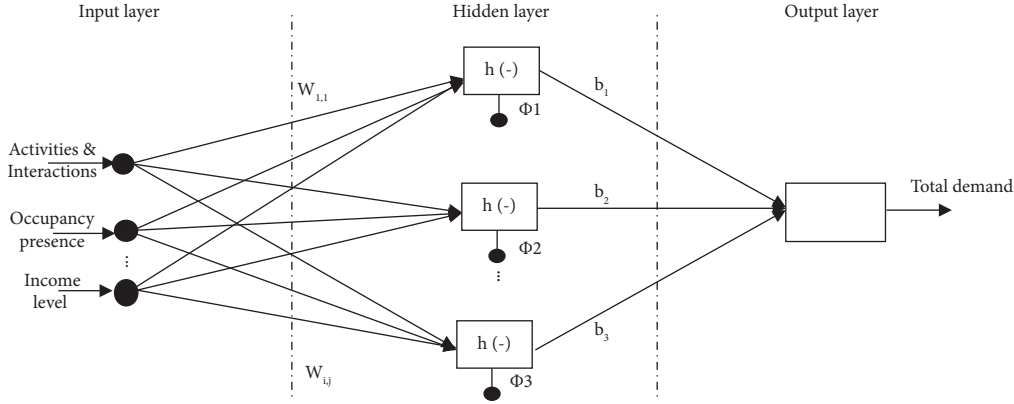 Input layer
Hidden layer
Output layer
W1,1
h (-)
Φ1
b1
Activities &
Interactions
Occupancy
presence
...
Income
level
h (-)
Φ2
...
b2
Total demand
Wi,j
h (-)
Φ3
b3